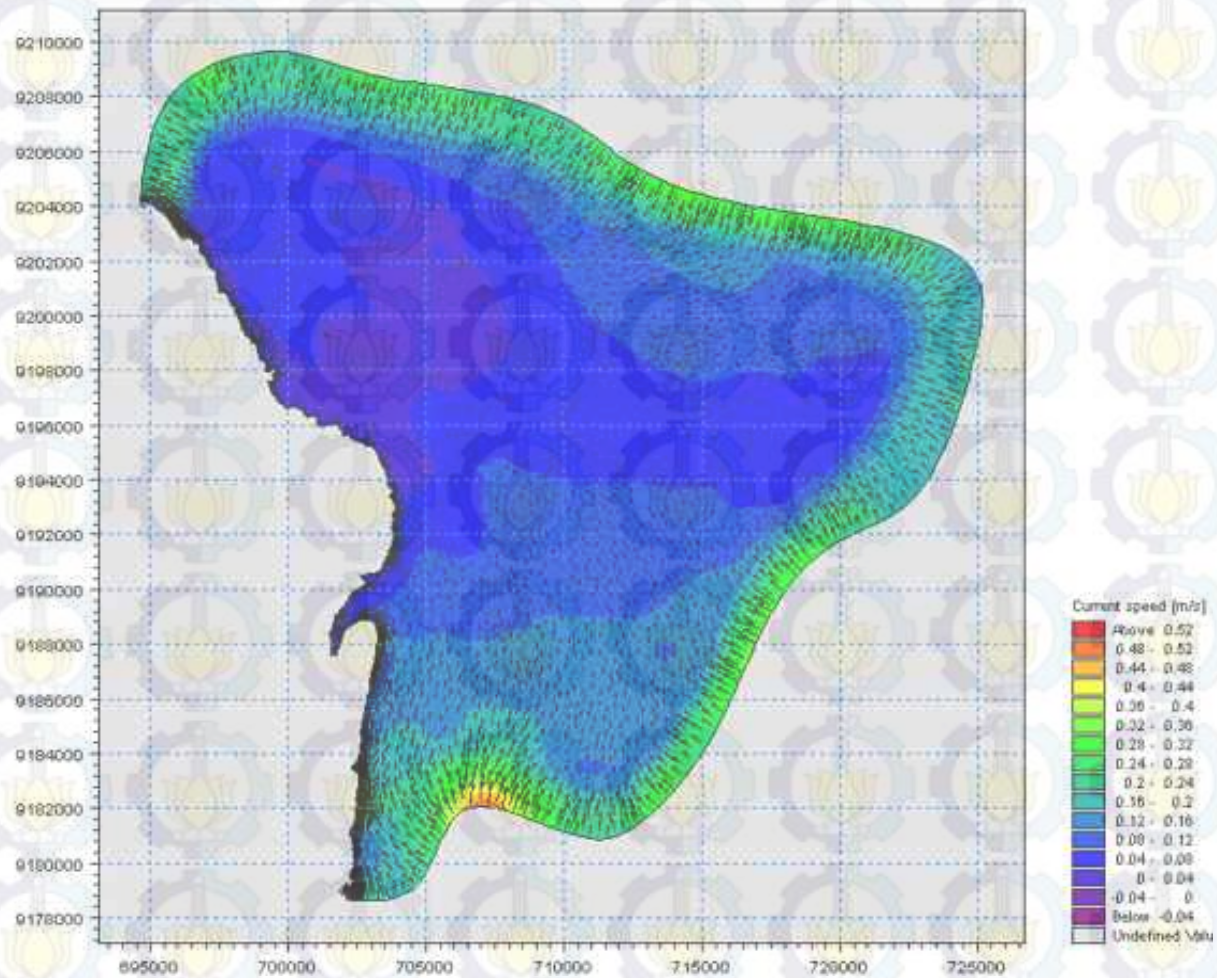 9210000
9208000
9206000
9204000
9202000
9200000
9198000
9196000
9194000
9192000
9190000
9188000
9186000
9184000
9182000
9180000
9178000
695000 700000 705000 710000 715000 720000 725000
Current speed [m/s]
Above 0.52
0.48 - 0.52
0.44 - 0.48
0.4 - 0.44
0.36 - 0.4
0.32 - 0.36
0.28 - 0.32
0.24 - 0.28
0.2 - 0.24
0.16 - 0.2
0.12 - 0.16
0.08 - 0.12
0.04 - 0.08
0 - 0.04
-0.04 - 0
Below -0.04
Undefined Valu